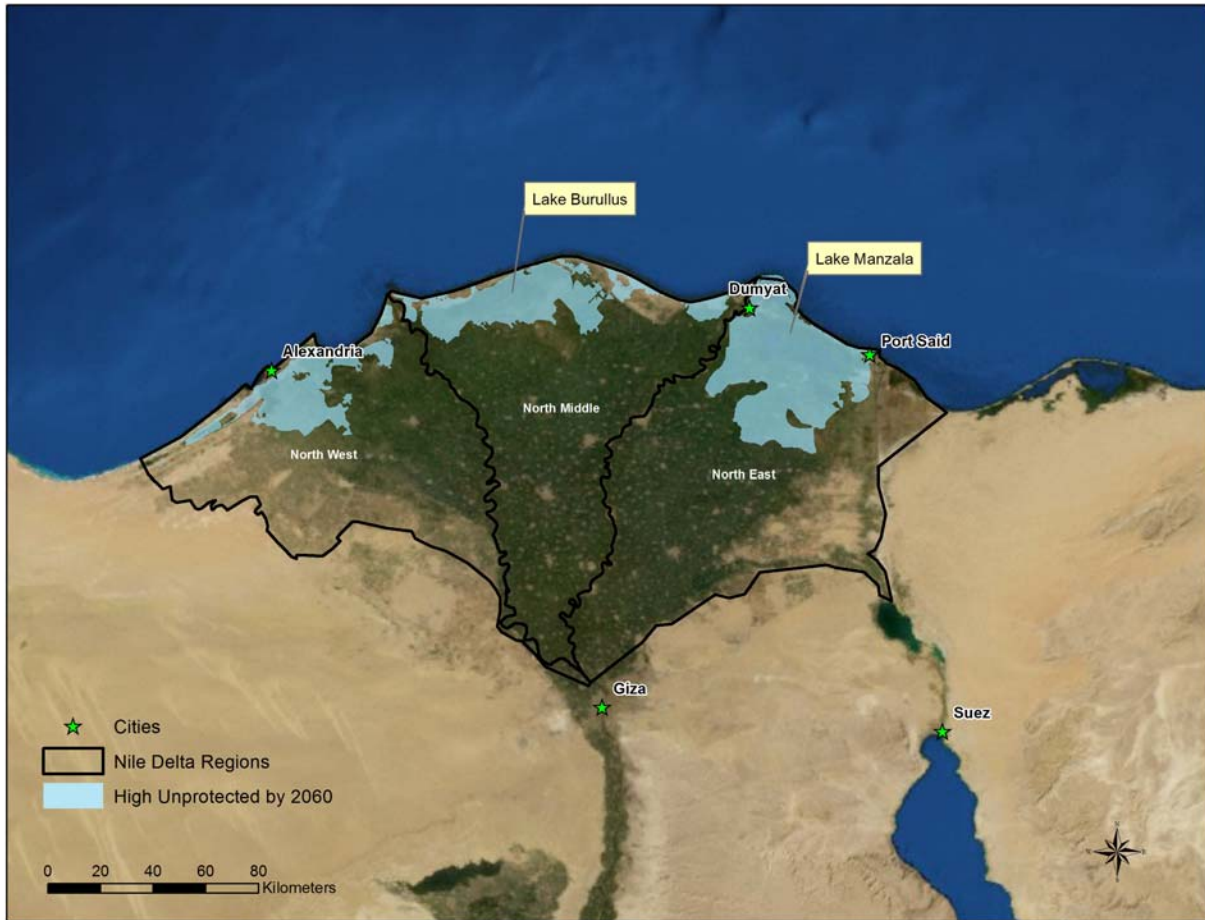 Lake Burullus
Lake Manzala
Dumyat
Port Said
Alexandria
North Middle
North West
North East
Giza
Suez
Cities
Nile Delta Regions
High Unprotected by 2060
0 20 40 60 80
Kilometers